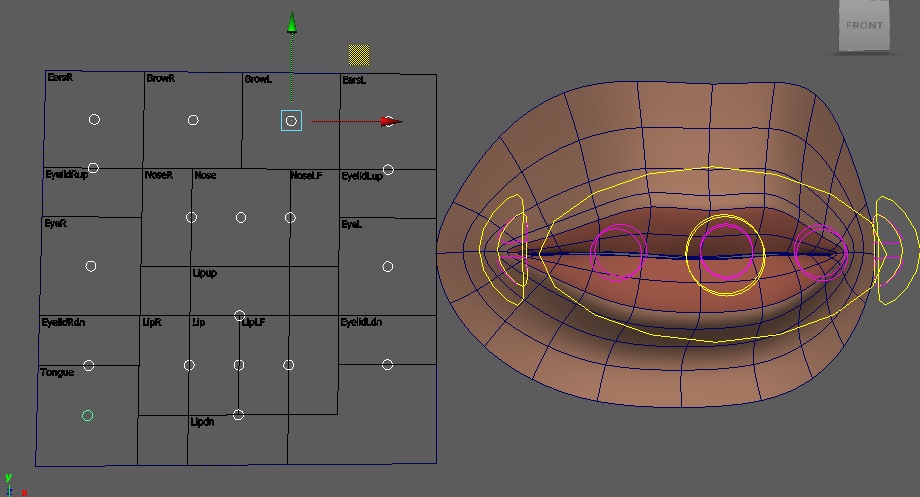 FRONT
EarsR
BrowR
BrowL
EarsL
EyelidRup
NoseR
Nose
NoseLF
EyelidLup
EyeR
EyeL
Lipup
EyelidRdn
LipR
Lip
LipLF
EyelidLdn
Tongue
Lipdn
y
z
x